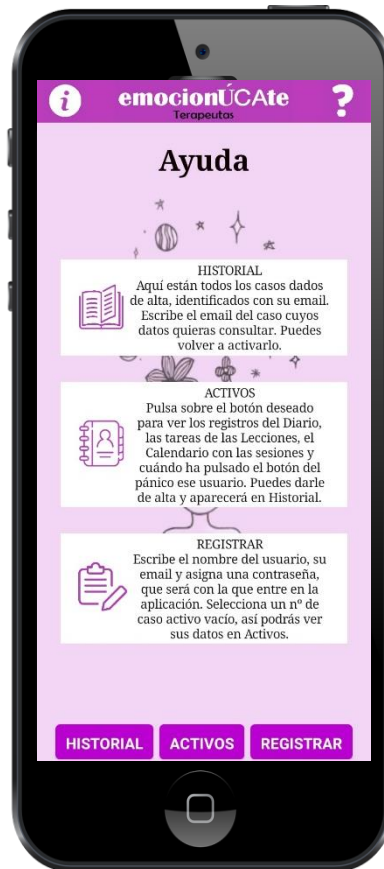 i emocionÚCAte ?
Terapeutas
Ayuda
HISTORIAL
Aquí están todos los casos dados
de alta, identificados con su email.
Escribe el email del caso cuyos
datos quieras consultar. Puedes
volver a activarlo.
ACTIVOS
Pulsa sobre el botón deseado
para ver los registros del Diario,
las tareas de las Lecciones, el
Calendario con las sesiones y
cuándo ha pulsado el botón del
pánico ese usuario. Puedes darle
de alta y aparecerá en Historial.
REGISTRAR
Escribe el nombre del usuario, su
email y asigna una contraseña,
que será con la que entre en la
aplicación. Selecciona un nº de
caso activo vacío, así podrás ver
sus datos en Activos.
HISTORIAL ACTIVOS REGISTRAR